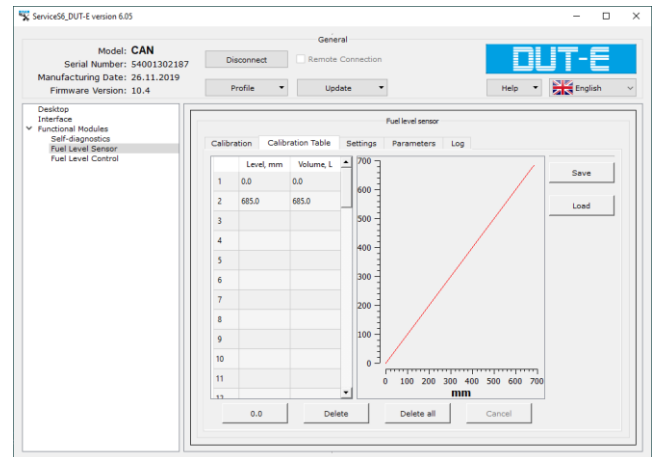 ServiceS6_DUT-E version 6.05
General
Model: CAN
Serial Number: 54001302187
Manufacturing Date: 26.11.2019
Firmware Version: 10.4
Disconnect
Remote Connection
Profile
Update
DUT-E
Help
English
Desktop
Interface
Functional Modules
Self-diagnostics
Fuel Level Sensor
Fuel Level Control
Fuel level sensor
Calibration Calibration Table Settings Parameters Log
Level, mm Volume, L
1 0.0 0.0
2 685.0 685.0
3
4
5
6
7
8
9
10
11
12
700
600
500
400
300
200
100
0
0 100 200 300 400 500 600 700
mm
Save
Load
0.0
Delete
Delete all
Cancel